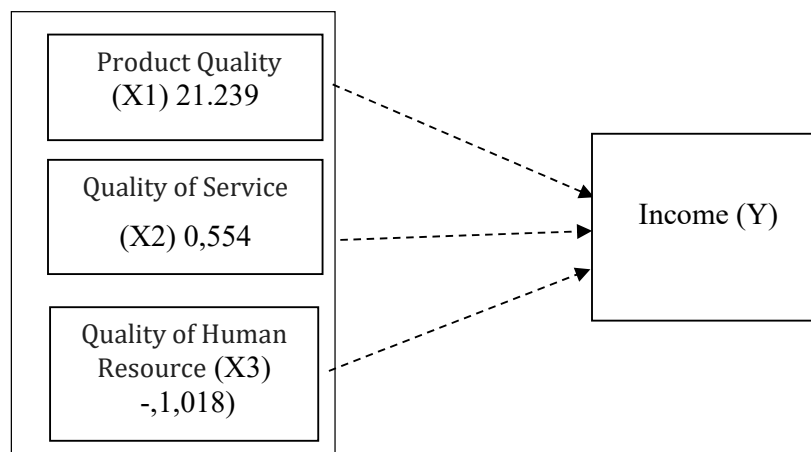 Product Quality
(X1) 21.239
Quality of Service
(X2) 0,554
Quality of Human
Resource (X3)
-,1,018)
Income (Y)